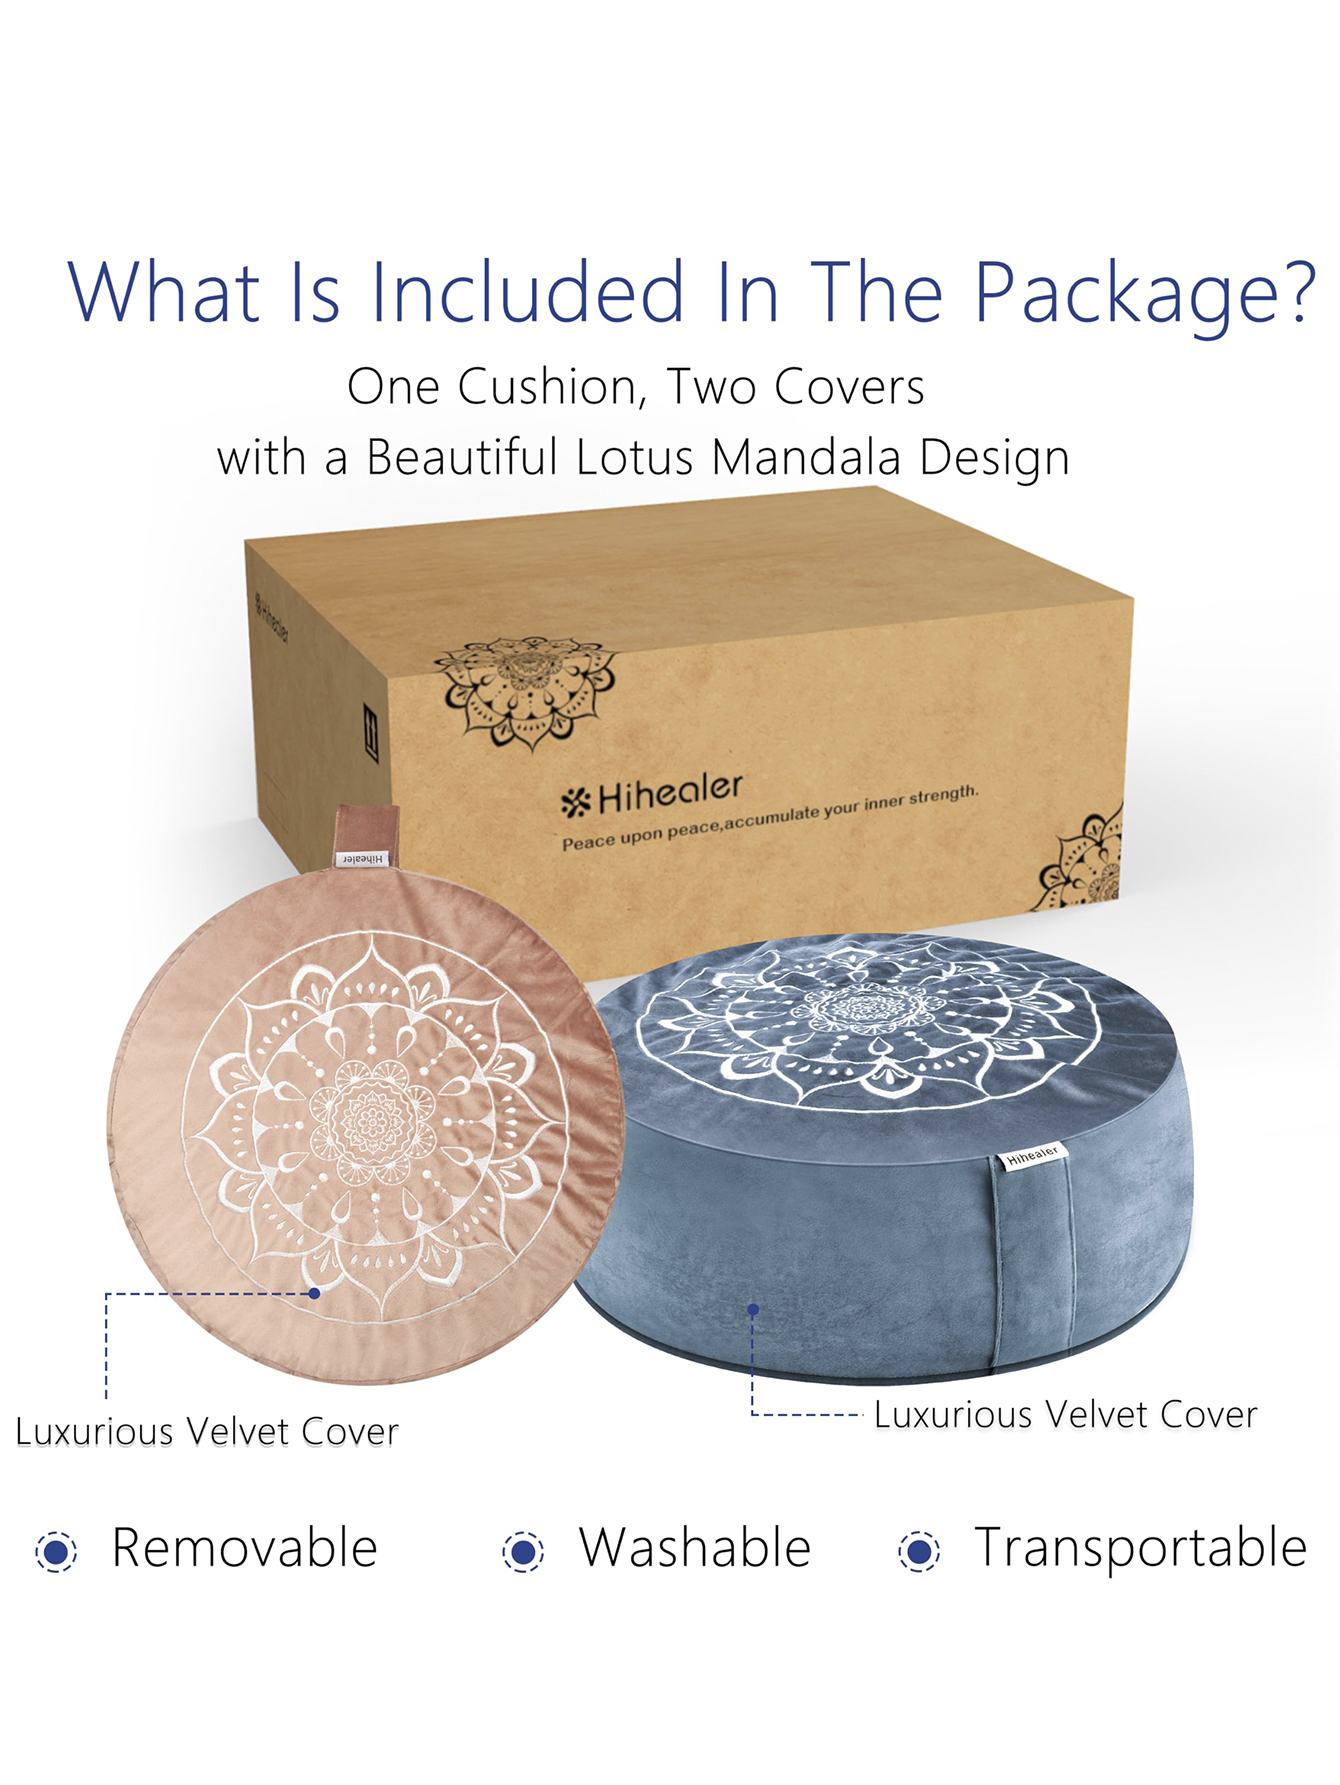 What Is Included In The Package?
One Cushion, Two Covers
with a Beautiful Lotus Mandala Design
Hihealer
Hihealer
Peace upon peace,accumulate your inner strength.
Hihealer
Hihealer
Luxurious Velvet Cover
Luxurious Velvet Cover
Removable
Washable
Transportable